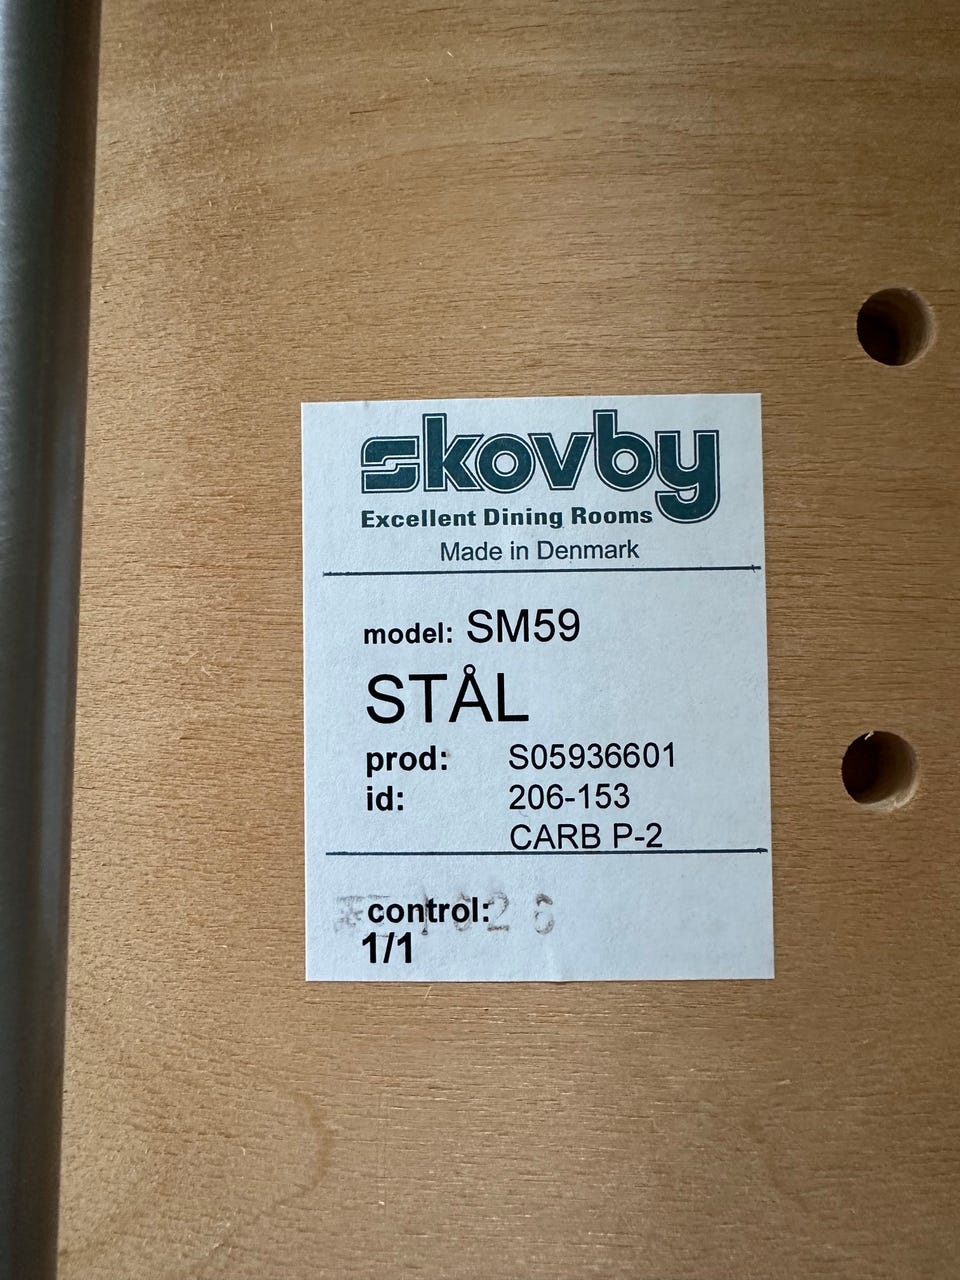 skovby
Excellent Dining Rooms
Made in Denmark
model: SM59
STÅL
prod: S05936601
id: 206-153
CARB P-2
control:
1/1